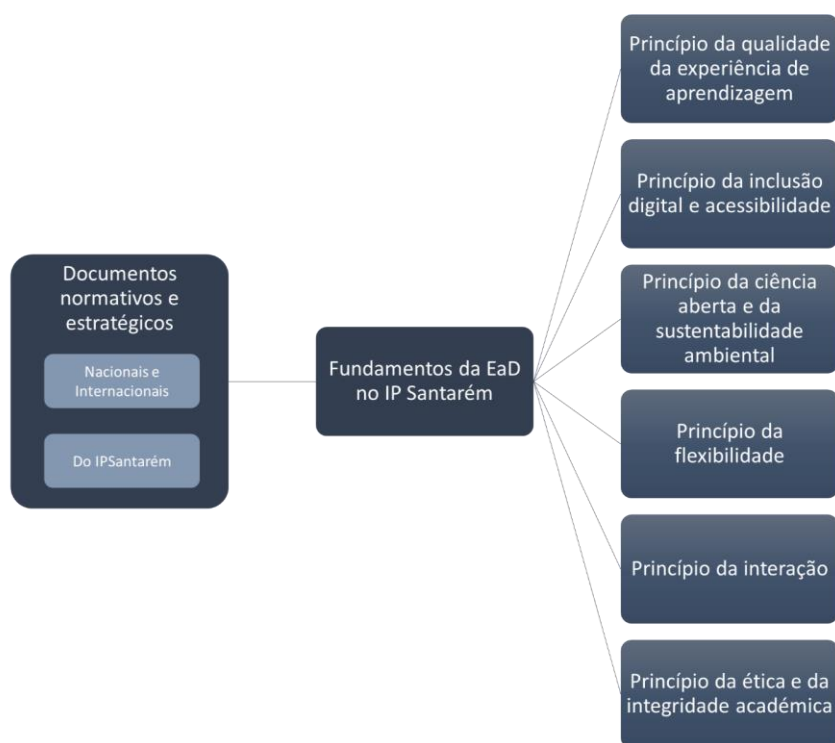 Documentos
normativos e
estratégicos
Nacionais e
Internacionais
Do IPSantarém
Fundamentos da EaD
no IP Santarém
Princípio da qualidade
da experiência de
aprendizagem
Princípio da inclusão
digital e acessibilidade
Princípio da ciência
aberta e da
sustentabilidade
ambiental
Princípio da
flexibilidade
Princípio da interação
Princípio da ética e da
integridade académica